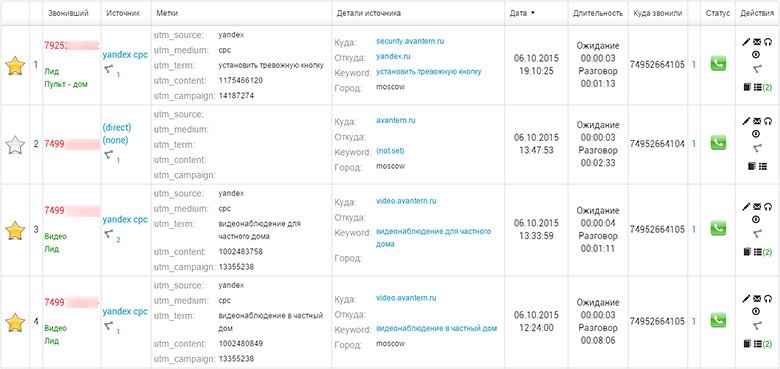 Звонивший Источник Метки Детали источника Дата Длительность Куда звонили Статус Действия
1
7925
Лид
Пульт - дом
yandex cpc
1
utm_source: yandex
utm_medium: cpc
utm_term: установить тревожную кнопку
utm_content: 1175466120
utm_campaign: 14187274
Куда: security.avantern.ru
Откуда: yandex.ru
Keyword: установить тревожную кнопку
Город: moscow
06.10.2015
19:10:25
Ожидание
00:00:03
Разговор
00:01:13
74952664105
1
(2)
2
7499
(direct)
(none)
1
utm_source:
utm_medium:
utm_term:
utm_content:
utm_campaign:
Куда: avantern.ru
Откуда:
Keyword: (not set)
Город: moscow
06.10.2015
13:47:53
Ожидание
00:00:03
Разговор
00:02:33
74952664104
1
3
7499
Видео
Лид
yandex cpc
2
utm_source: yandex
utm_medium: cpc
utm_term: видеонаблюдение для
частного дома
utm_content: 1002483758
utm_campaign: 13355238
Куда: video.avantern.ru
Откуда:
Keyword: видеонаблюдение для частного
дома
Город:
06.10.2015
13:33:59
Ожидание
00:00:04
Разговор
00:01:11
74952664105
1
(2)
4
7499
Видео
Лид
yandex cpc
1
utm_source: yandex
utm_medium: cpc
utm_term: видеонаблюдение в частный
дом
utm_content: 1002480849
utm_campaign: 13355238
Куда: video.avantern.ru
Откуда:
Keyword: видеонаблюдение в частный дом
Город: moscow
06.10.2015
12:24:00
Ожидание
00:00:03
Разговор
00:08:06
74952664105
1
(2)